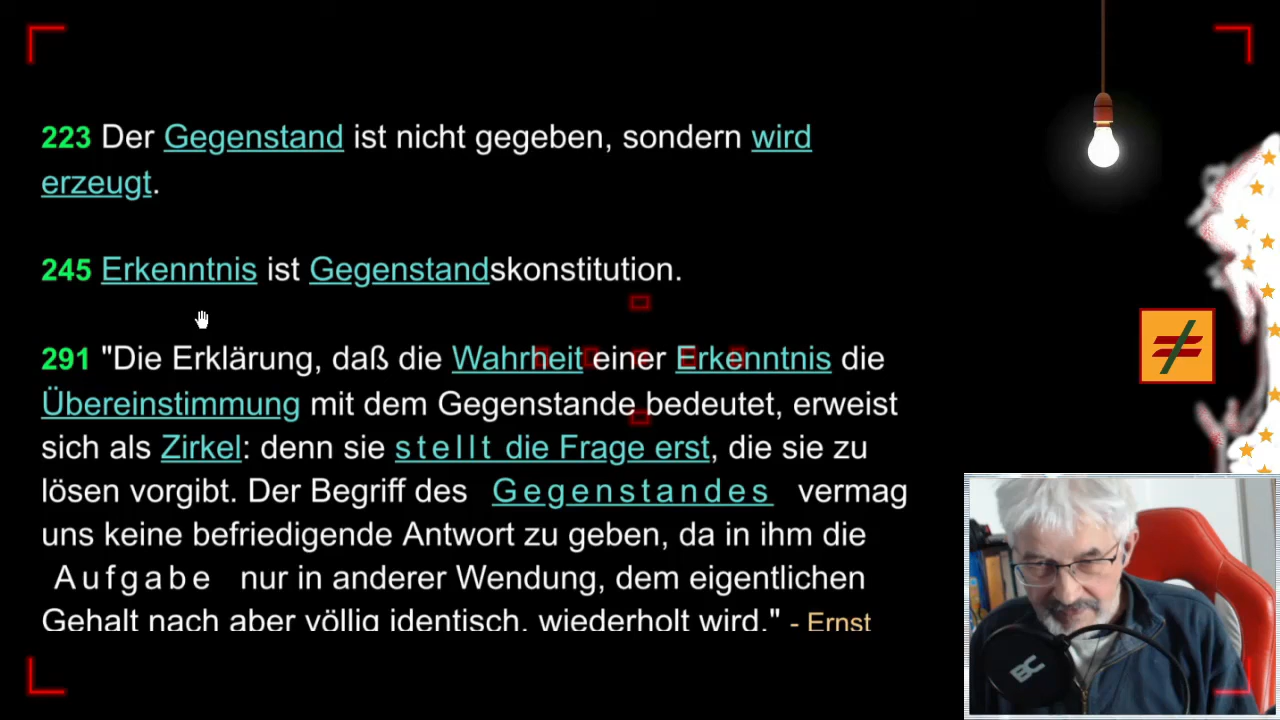 223 Der Gegenstand ist nicht gegeben, sondern wird
erzeugt.
245 Erkenntnis ist Gegenstandskonstitution.
291 "Die Erklärung, daß die Wahrheit einer Erkenntnis die
Übereinstimmung mit dem Gegenstande bedeutet, erweist
sich als Zirkel: denn sie stellt die Frage erst, die sie zu
lösen vorgibt. Der Begriff des Gegenstandes vermag
uns keine befriedigende Antwort zu geben, da in ihm die
Aufgabe nur in anderer Wendung, dem eigentlichen
Gehalt nach aber völlig identisch, wiederholt wird." - Ernst
≠
BC